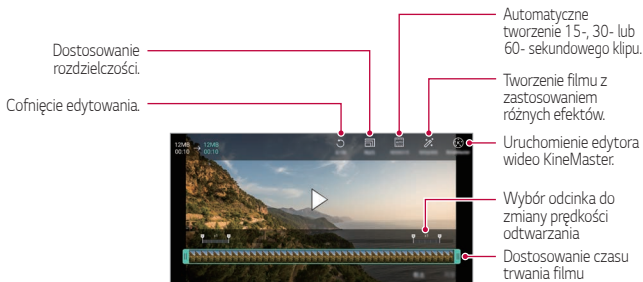 Dostosowanie
rozdzielczości.
Cofnięcie edytowania.
Automatyczne
tworzenie 15-, 30- lub
60- sekundowego klipu.
Tworzenie filmu z
zastosowaniem
różnych efektów.
Uruchomienie edytora
wideo KineMaster.
Wybór odcinka do
zmiany prędkości
odtwarzania
Dostosowanie czasu
trwania filmu
12MB → 12MB
00:10 00:10